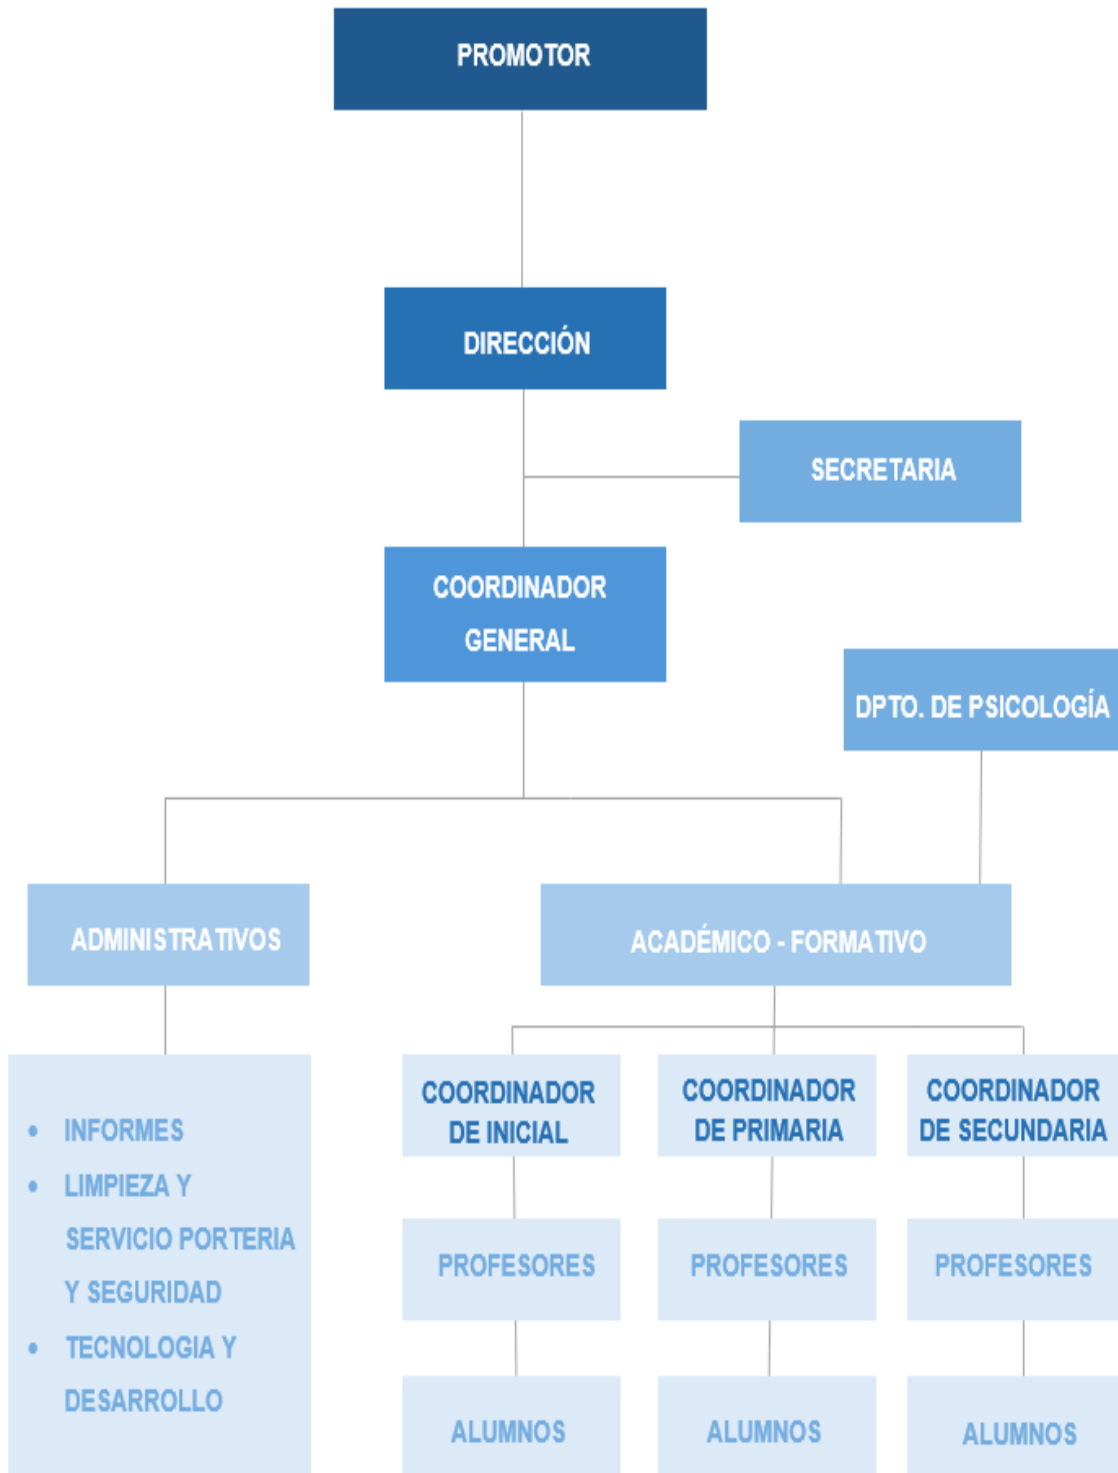 PROMOTOR
DIRECCIÓN
SECRETARIA
COORDINADOR
GENERAL
DPTO. DE PSICOLOGÍA
ADMINISTRATIVOS
ACADÉMICO - FORMATIVO
• INFORMES
• LIMPIEZA Y
SERVICIO PORTERIA
Y SEGURIDAD
• TECNOLOGIA Y
DESARROLLO
COORDINADOR
DE INICIAL
COORDINADOR
DE PRIMARIA
COORDINADOR
DE SECUNDARIA
PROFESORES
PROFESORES
PROFESORES
ALUMNOS
ALUMNOS
ALUMNOS